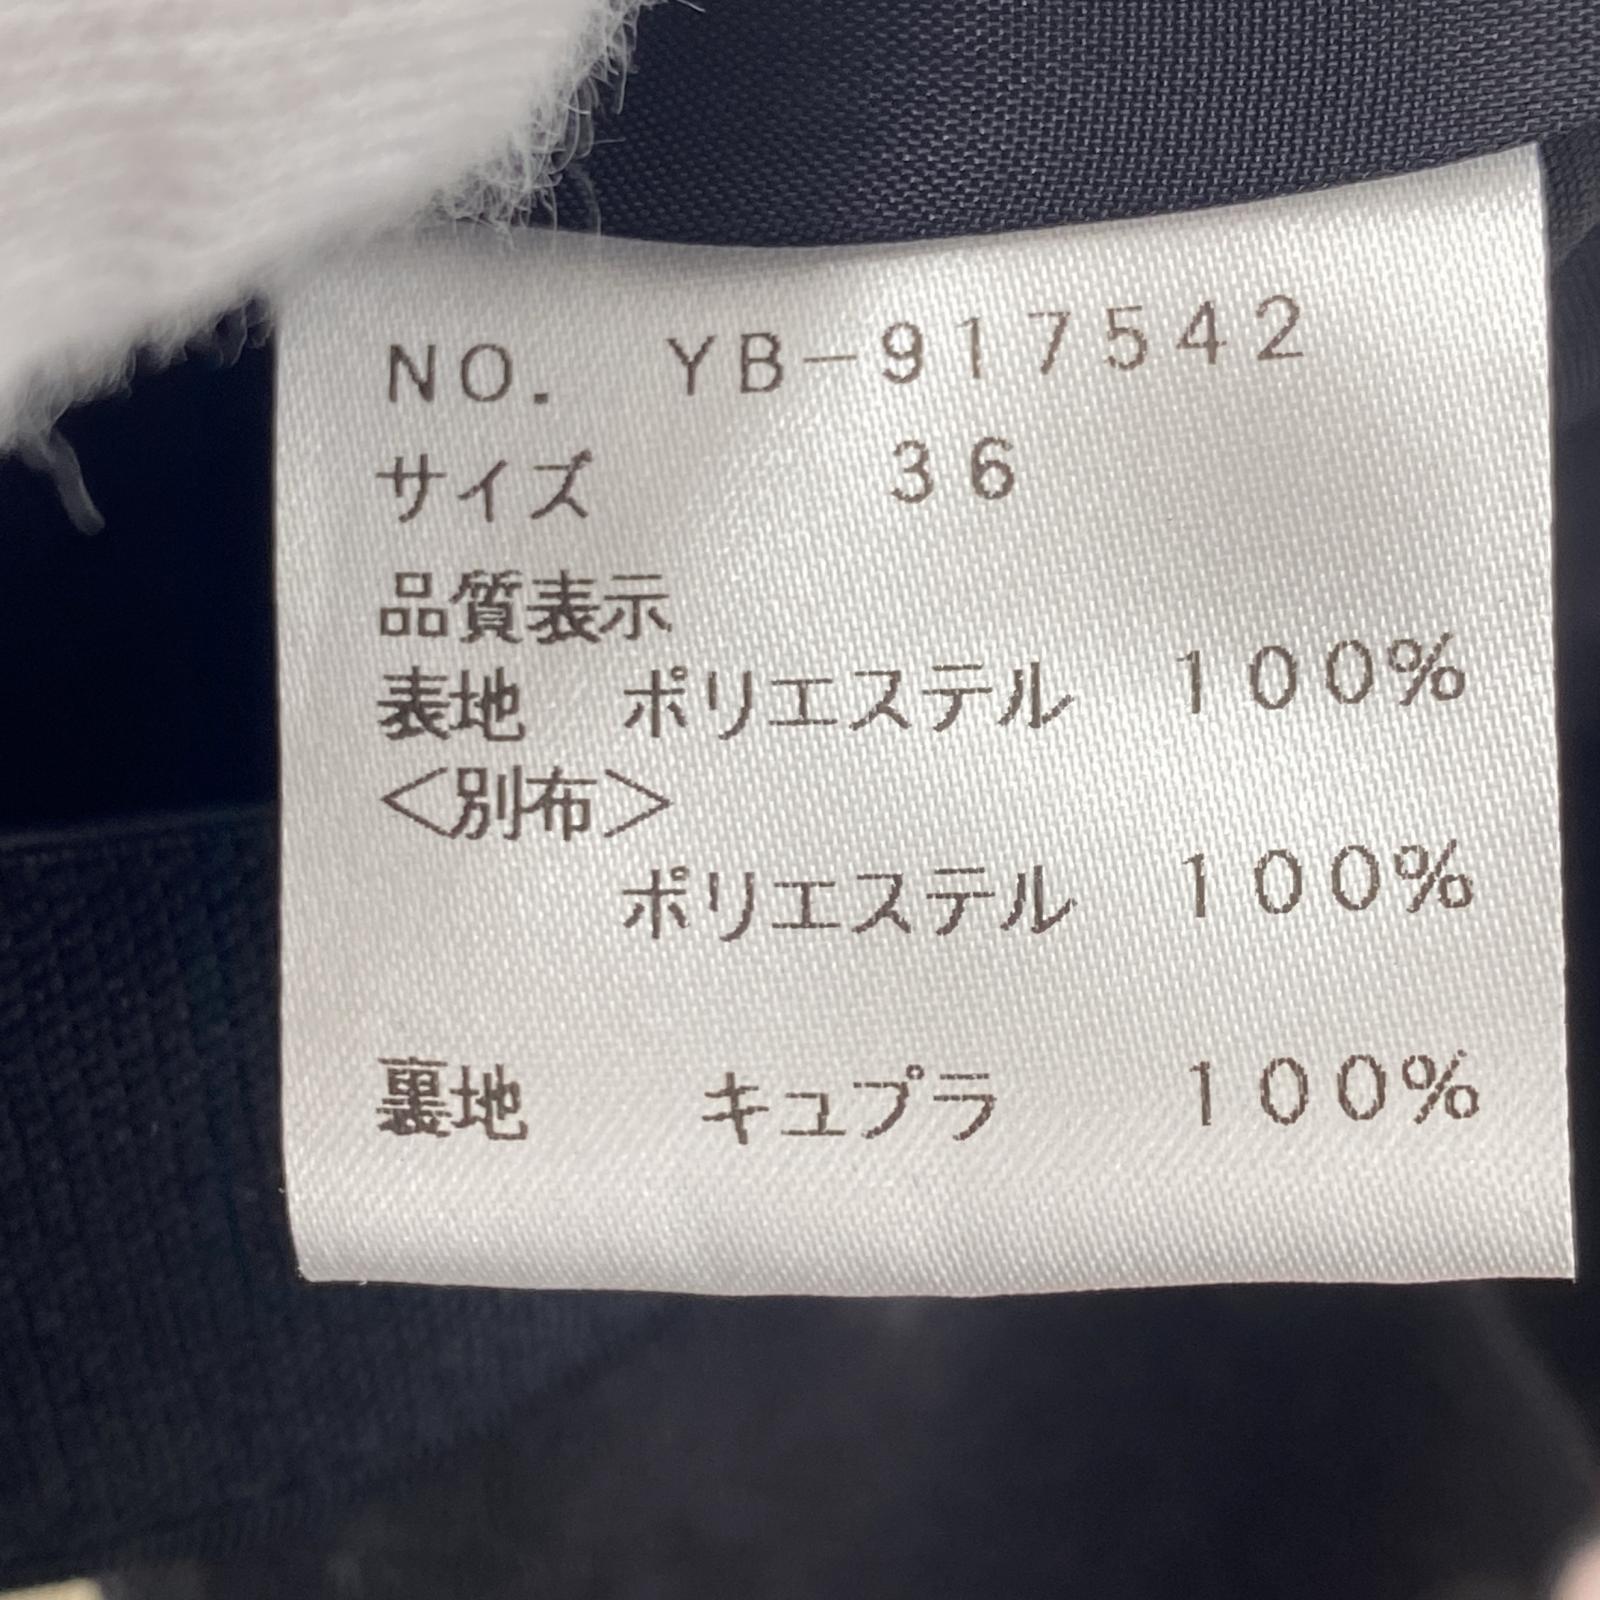 NO. YB-917542
サイズ 36
品質表示
表地 ポリエステル 100%
<別布>
ポリエステル 100%
裏地 キュプラ 100%